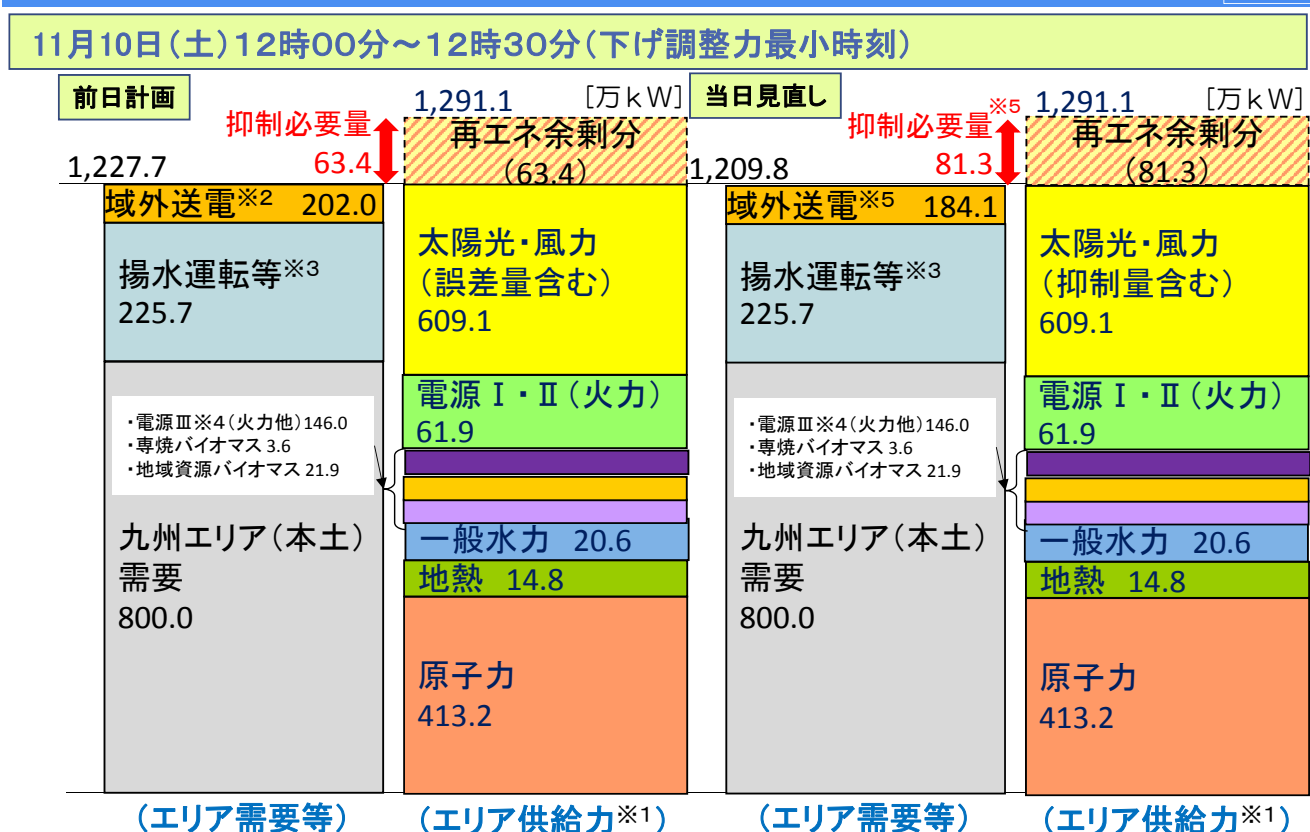 11月10日(土)12時00分～12時30分(下げ調整力最小時刻)
前日計画
抑制必要量
63.4
1,291.1
[万kW]
1,227.7
再エネ余剰分
(63.4)
域外送電※2 202.0
揚水運転等※3
225.7
・電源Ⅲ※4(火力他)146.0
・専焼バイオマス 3.6
・地域資源バイオマス 21.9
九州エリア(本土)
需要
800.0
太陽光・風力
(誤差量含む)
609.1
電源Ⅰ・Ⅱ(火力)
61.9
一般水力 20.6
地熱 14.8
原子力
413.2
(エリア需要等)
(エリア供給力※1)
当日見直し
抑制必要量※5
81.3
1,291.1
[万kW]
1,209.8
再エネ余剰分
(81.3)
域外送電※5 184.1
揚水運転等※3
225.7
・電源Ⅲ※4(火力他)146.0
・専焼バイオマス 3.6
・地域資源バイオマス 21.9
九州エリア(本土)
需要
800.0
太陽光・風力
(抑制量含む)
609.1
電源Ⅰ・Ⅱ(火力)
61.9
一般水力 20.6
地熱 14.8
原子力
413.2
(エリア需要等)
(エリア供給力※1)